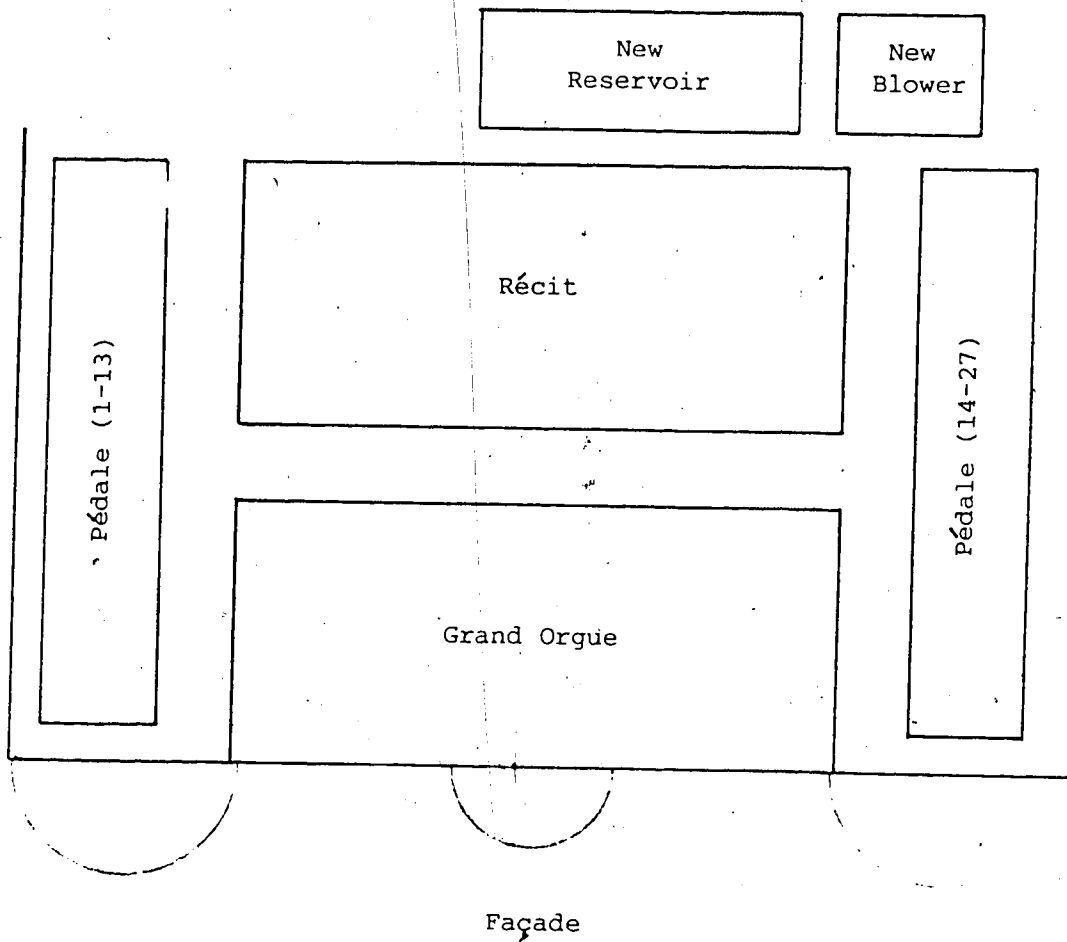 New
Reservoir
New
Blower
Récit
Pédale (1-13)
Pédale (14-27)
Grand Orgue
Façade